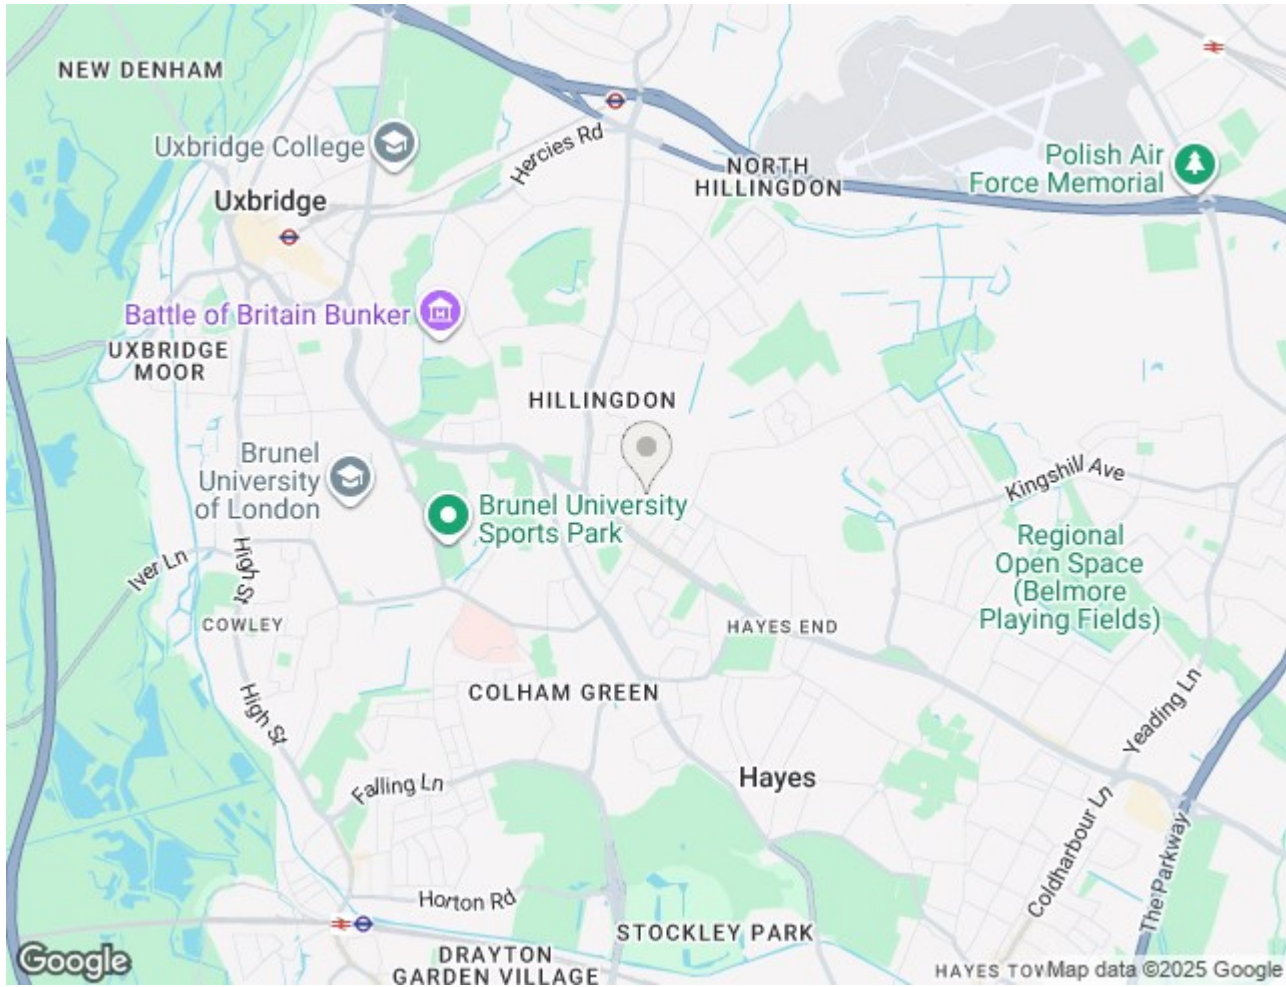 NEW DENHAM
Uxbridge College
Hercies Rd
NORTH
HILLINGDON
Polish Air
Force Memorial
Uxbridge
Battle of Britain Bunker
UXBRIDGE
MOOR
HILLINGDON
Brunel
University
of London
Brunel University
Sports Park
Kingshill Ave
Regional
Open Space
(Belmore
Playing Fields)
Iver Ln
High St
COWLEY
HAYES END
COLHAM GREEN
High St
Yeading Ln
Falling Ln
Hayes
Coldharbour Ln
The Parkway
Horton Rd
STOCKLEY PARK
DRAYTON
GARDEN VILLAGE
Google
HAYES TOW
Map data ©2025 Google